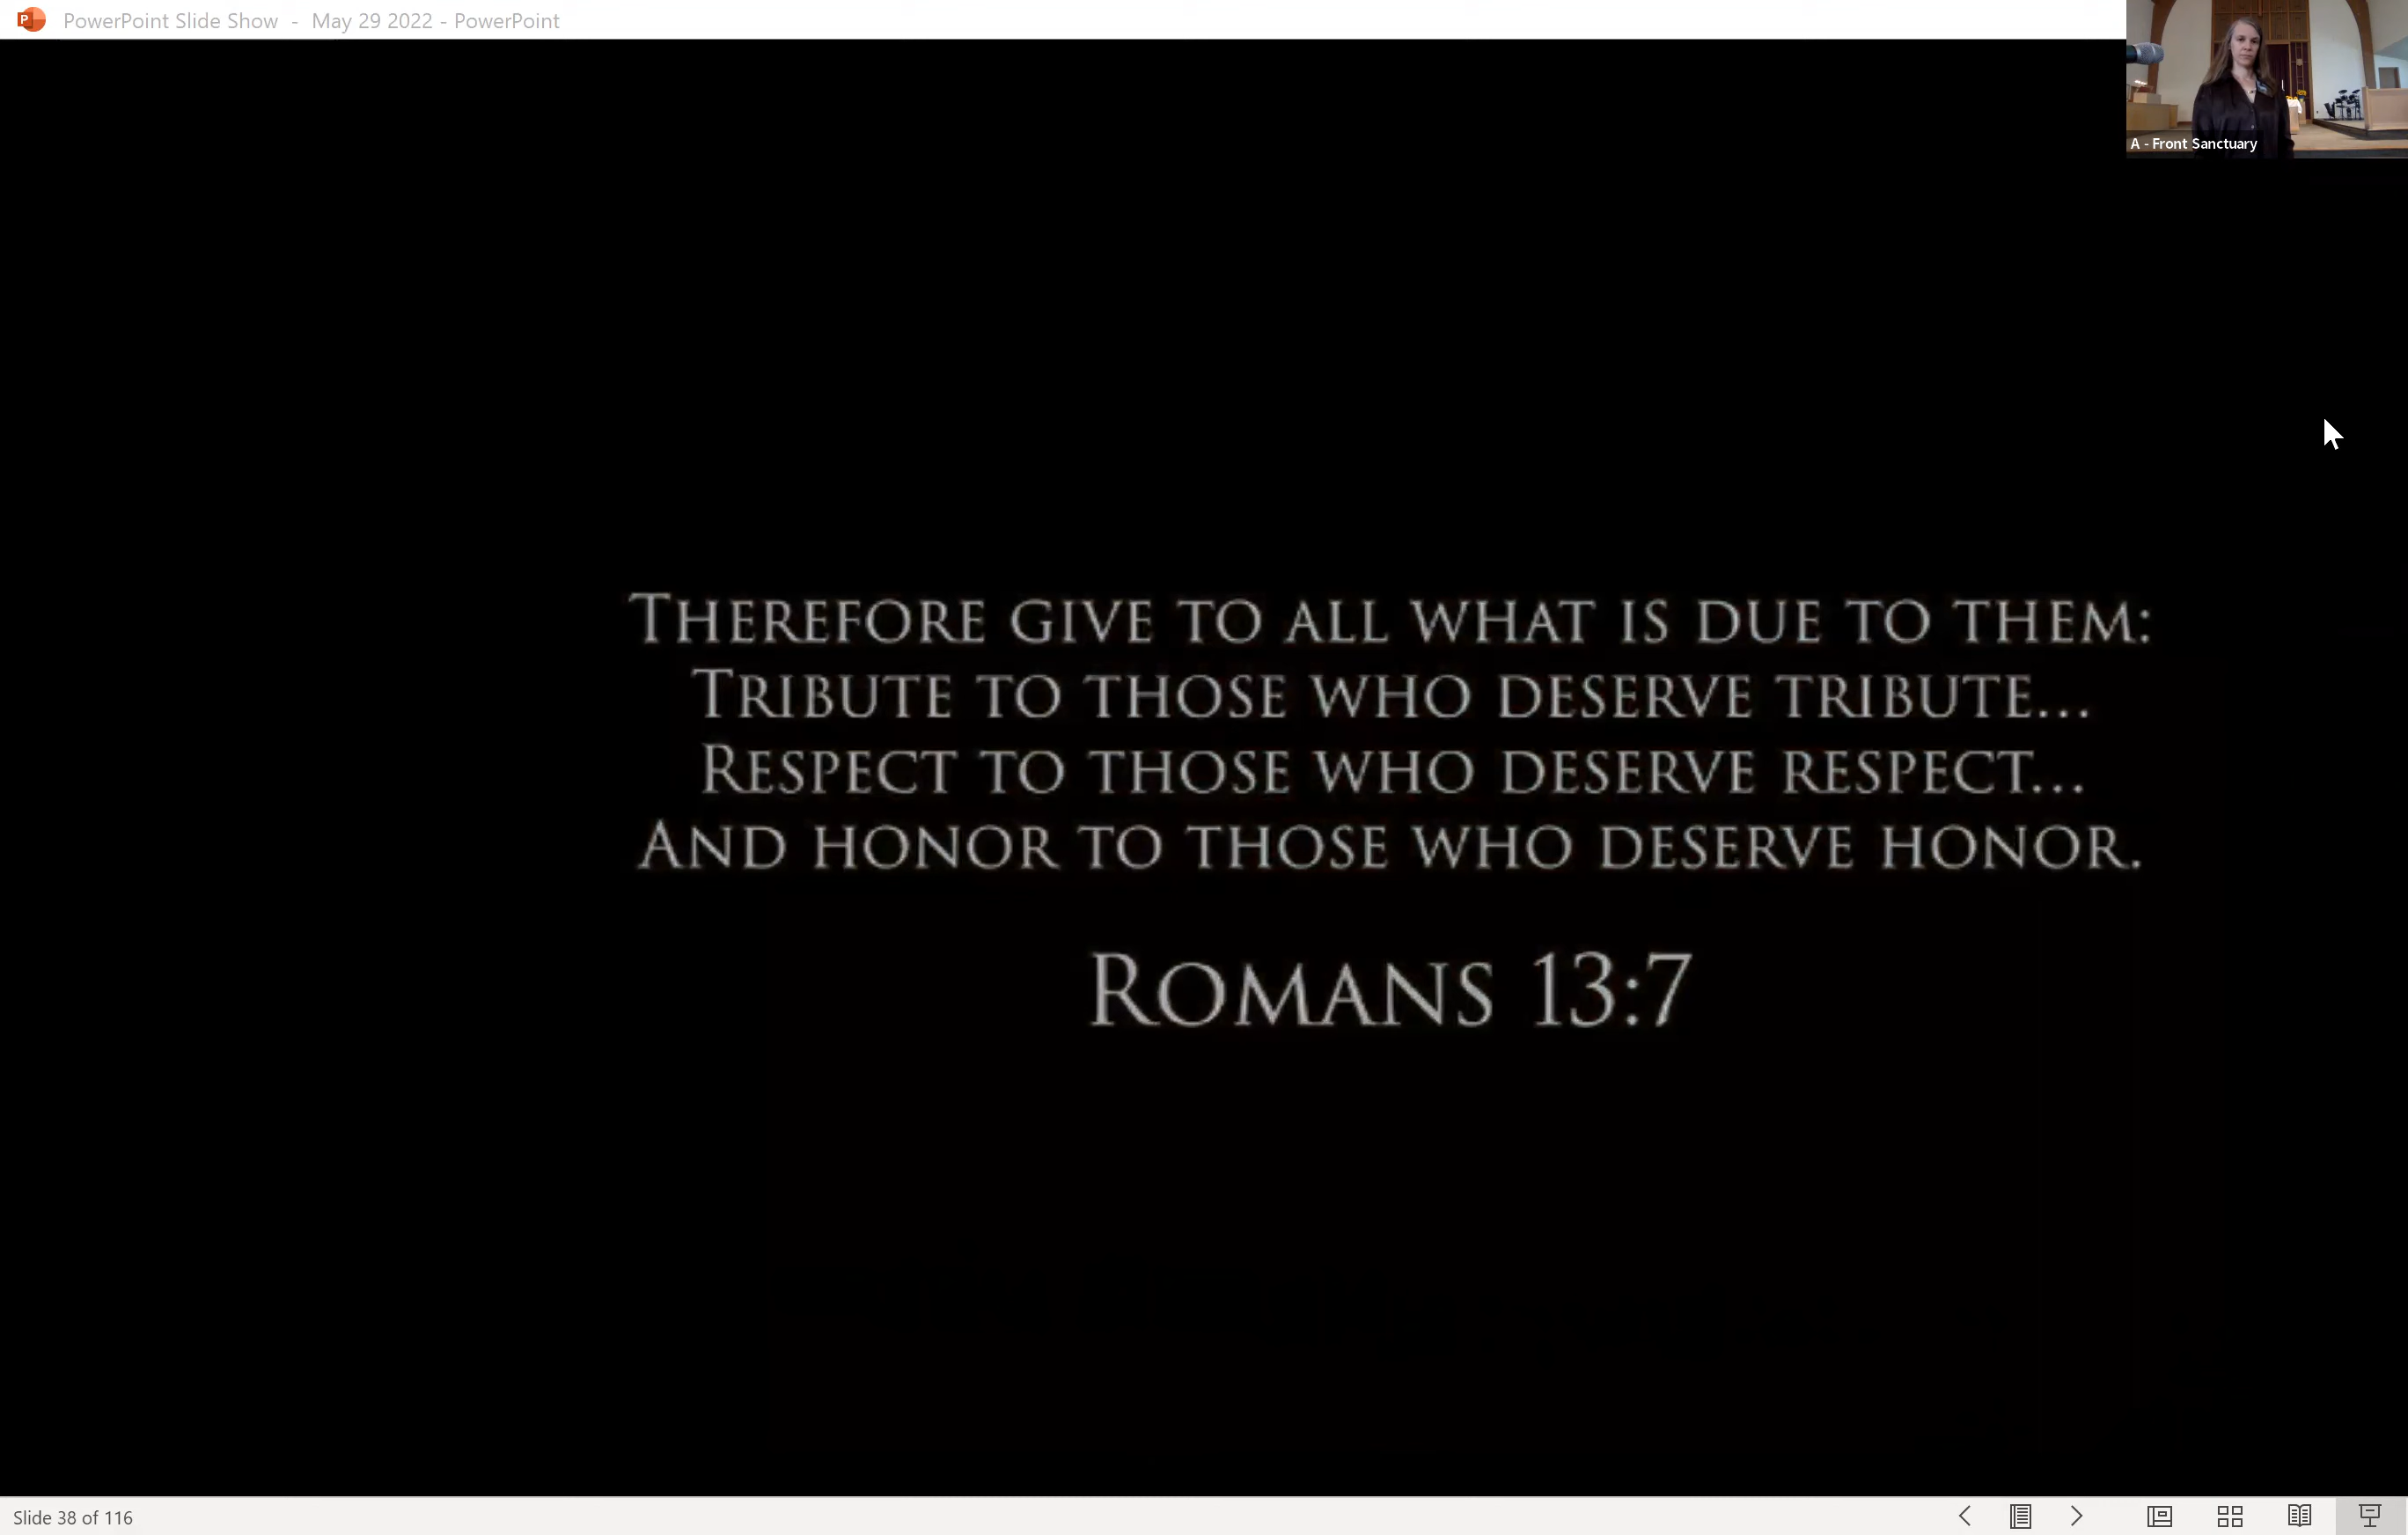 PowerPoint Slide Show - May 29 2022 - PowerPoint
A - Front Sanctuary
Therefore give to all what is due to them:
Tribute to those who deserve tribute...
Respect to those who deserve respect...
And honor to those who deserve honor.
Romans 13:7
Slide 38 of 116